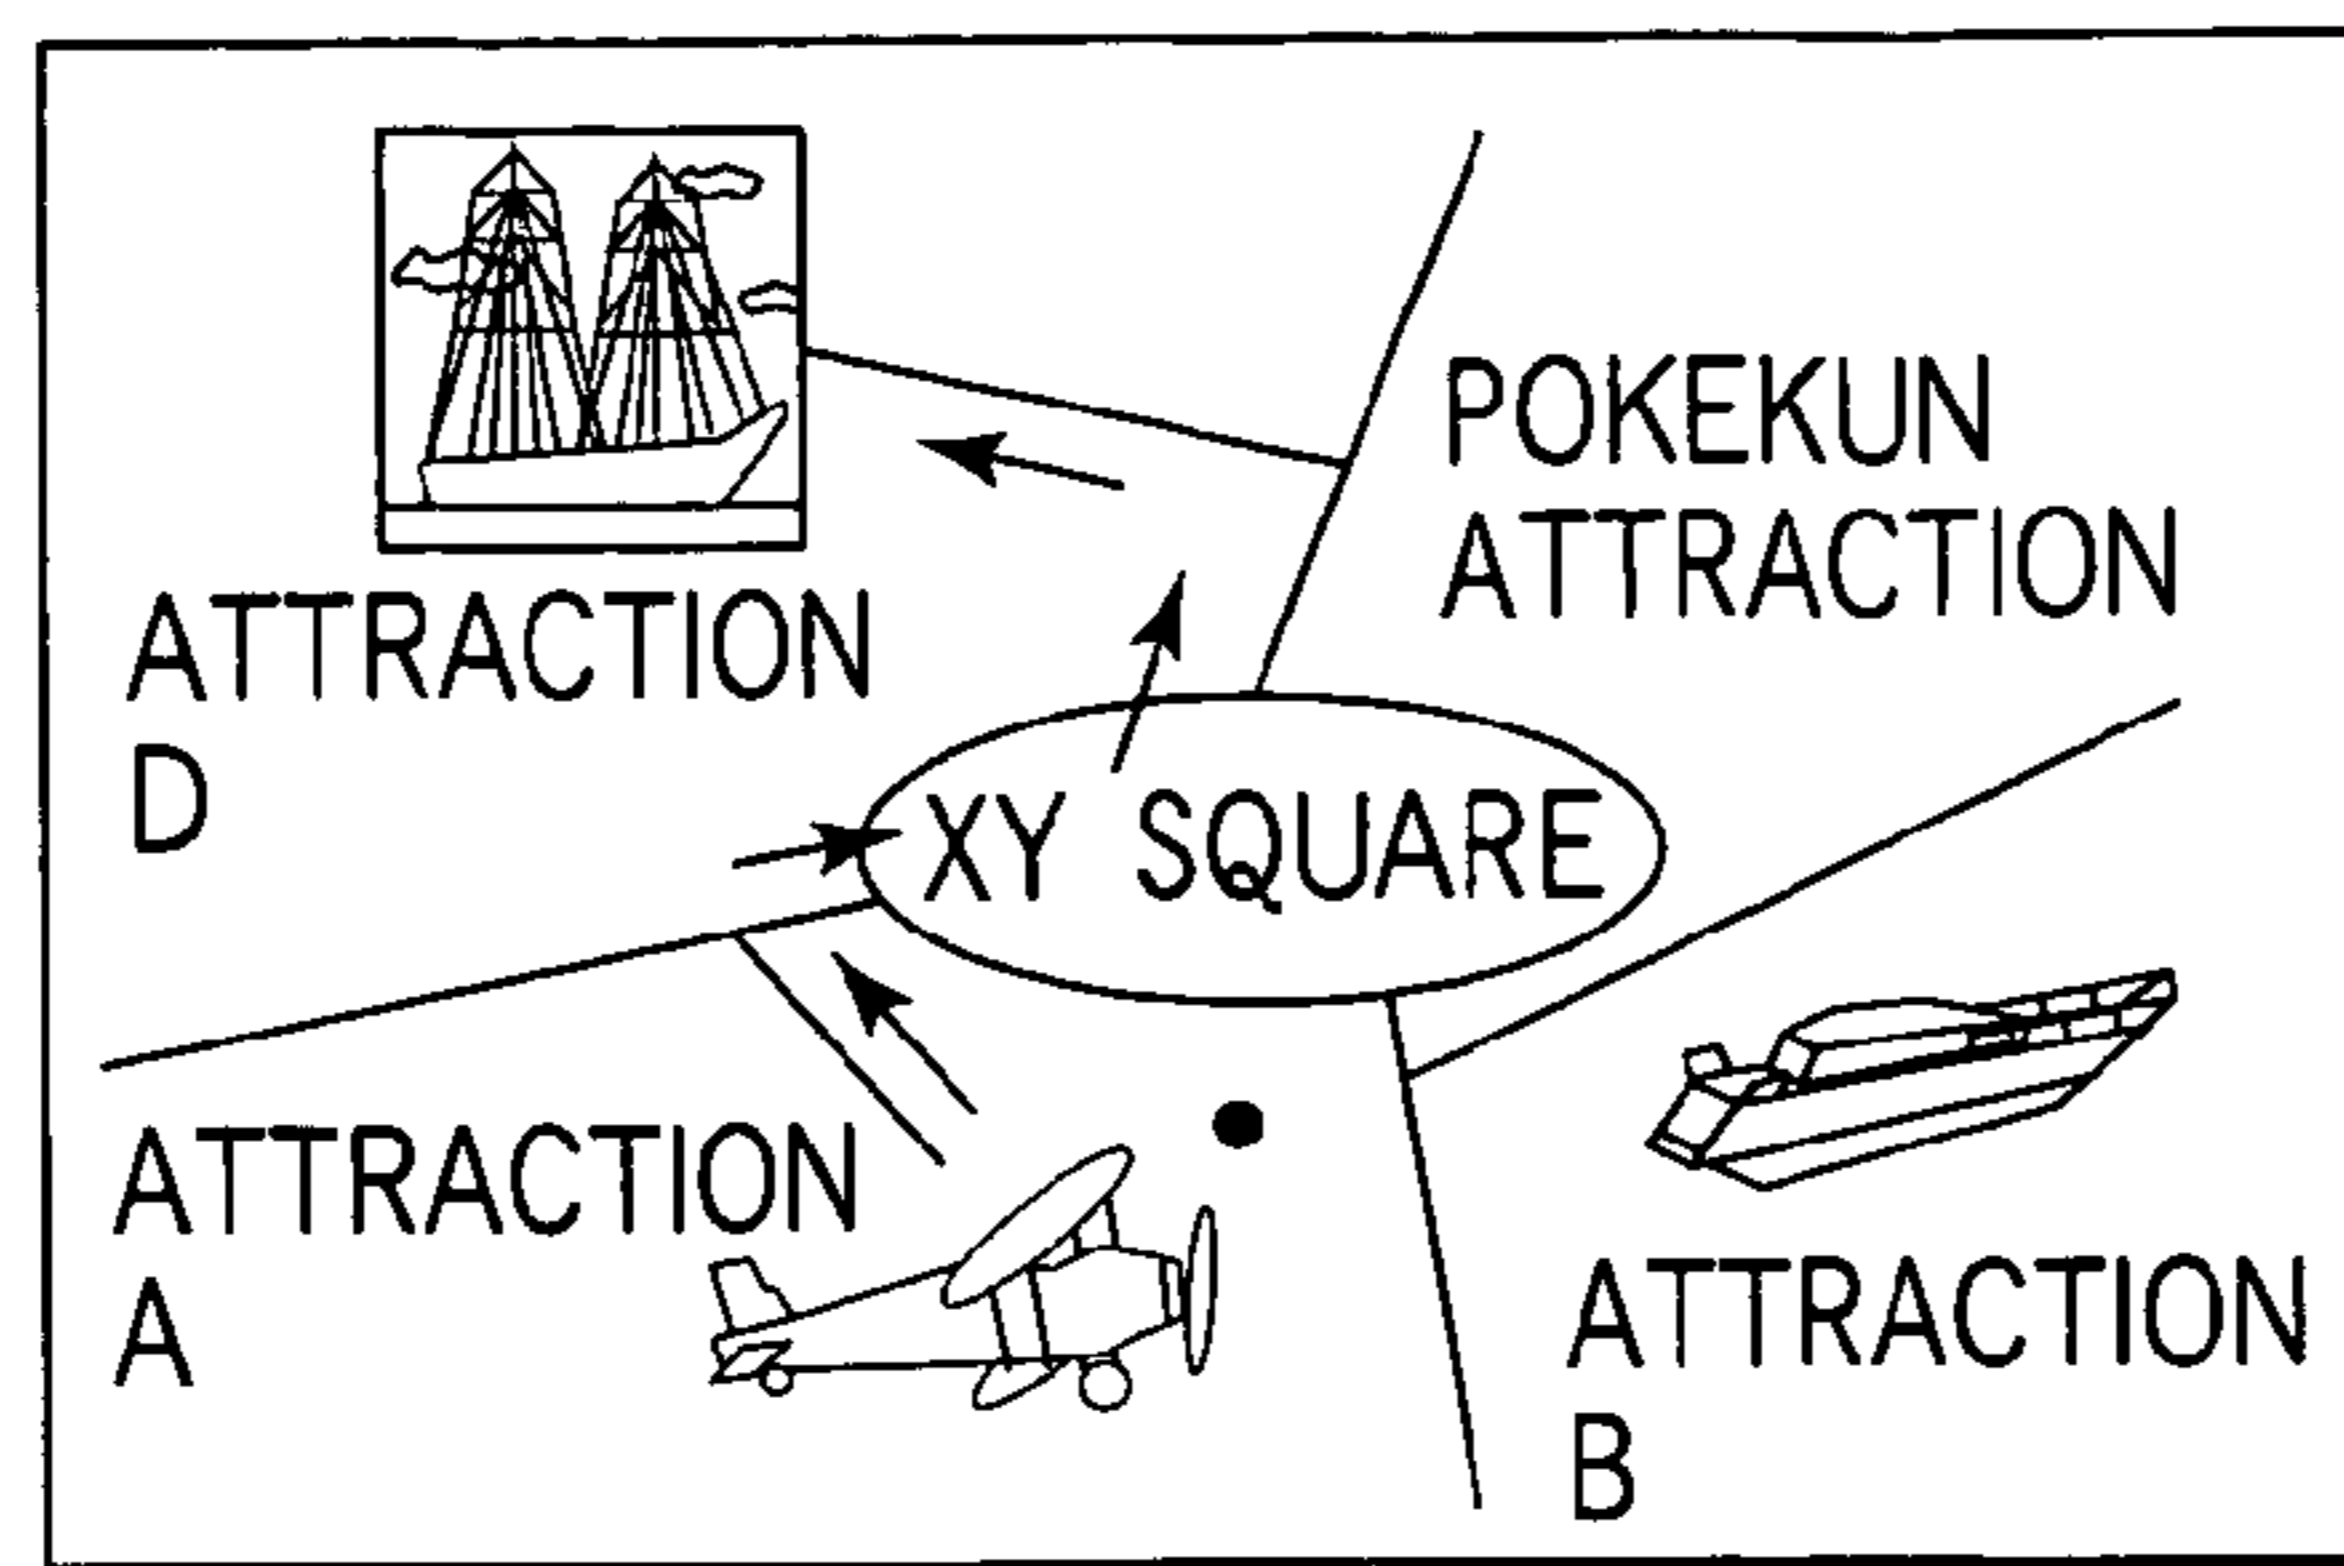 POKEKUN
ATTRACTION
ATTRACTION
D
XY SQUARE
ATTRACTION
A
ATTRACTION
B